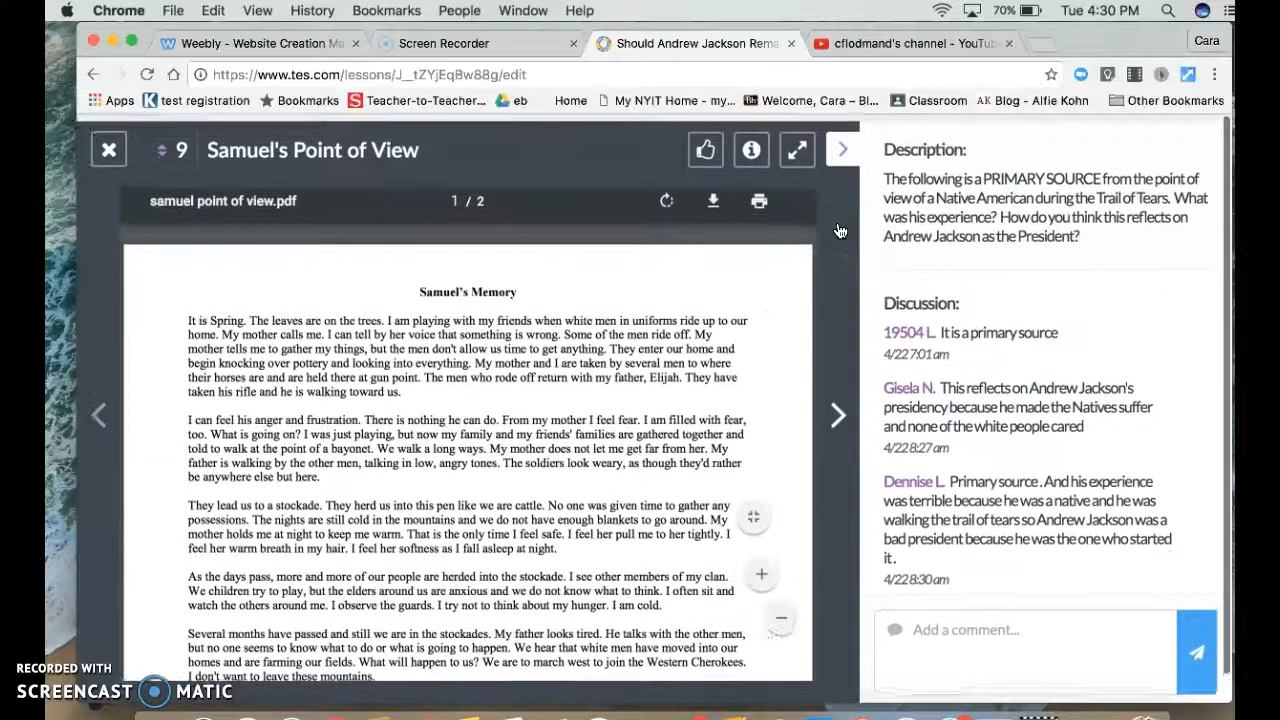 Chrome File Edit View History Bookmarks People Window Help 70% Tue 4:30 PM
Weebly - Website Creation Ma × Screen Recorder × Should Andrew Jackson Rema × cflodmand's channel - YouTub × Cara
https://www.tes.com/lessons/J__tZYjEqBw88g/edit
Apps test registration Bookmarks Teacher-to-Teacher... eb Home My NYIT Home - my... Bb Welcome, Cara – Bl... Classroom AK Blog - Alfie Kohn Other Bookmarks
9 Samuel's Point of View
samuel point of view.pdf 1 / 2
Samuel's Memory
It is Spring. The leaves are on the trees. I am playing with my friends when white men in uniforms ride up to our
home. My mother calls me. I can tell by her voice that something is wrong. Some of the men ride off. My
mother tells me to gather my things, but the men don't allow us time to get anything. They enter our home and
begin knocking over pottery and looking into everything. My mother and I are taken by several men to where
their horses are and are held there at gun point. The men who rode off return with my father, Elijah. They have
taken his rifle and he is walking toward us.
I can feel his anger and frustration. There is nothing he can do. From my mother I feel fear. I am filled with fear,
too. What is going on? I was just playing, but now my family and my friends' families are gathered together and
told to walk at the point of a bayonet. We walk a long ways. My mother does not let me get far from her. My
father is walking by the other men, talking in low, angry tones. The soldiers look weary, as though they'd rather
be anywhere else but here.
They lead us to a stockade. They herd us into this pen like we are cattle. No one was given time to gather any
possessions. The nights are still cold in the mountains and we do not have enough blankets to go around. My
mother holds me at night to keep me warm. That is the only time I feel safe. I feel her pull me to her tightly. I
feel her warm breath in my hair. I feel her softness as I fall asleep at night.
As the days pass, more and more of our people are herded into the stockade. I see other members of my clan.
We children try to play, but the elders around us are anxious and we do not know what to think. I often sit and
watch the others around me. I observe the guards. I try not to think about my hunger. I am cold.
Several months have passed and still we are in the stockades. My father looks tired. He talks with the other men,
but no one seems to know what to do or what is going to happen. We hear that white men have moved into our
homes and are farming our fields. What will happen to us? We are to march west to join the Western Cherokees.
I don't want to leave these mountains.
Description:
The following is a PRIMARY SOURCE from the point of
view of a Native American during the Trail of Tears. What
was his experience? How do you think this reflects on
Andrew Jackson as the President?
Discussion:
19504 L. It is a primary source
4/22 7:01am
Gisela N. This reflects on Andrew Jackson's
presidency because he made the Natives suffer
and none of the white people cared
4/22 8:27am
Dennise L. Primary source . And his experience
was terrible because he was a native and he was
walking the trail of tears so Andrew Jackson was a
bad president because he was the one who started
it .
4/22 8:30am
Add a comment...
RECORDED WITH
SCREENCAST MATIC